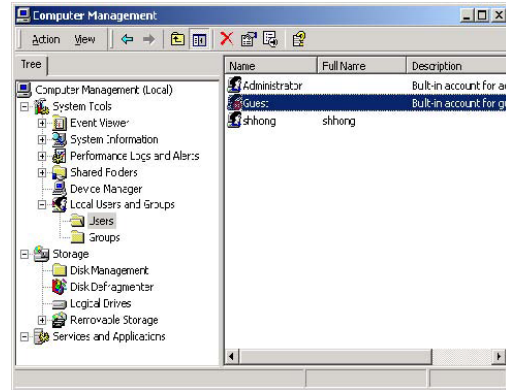 Computer Management
Action View
Tree
Name Full Name Description
Computer Management (Local)
System Tools
Event Viewer
System Information
Performance Logs and Alerts
Shared Folders
Device Manager
Local Users and Groups
Users
Groups
Storage
Disk Management
Disk Defragmenter
Logical Drives
Removable Storage
Services and Applications
Administrator Built-in account for ad
Guest Built-in account for gu
shhong shhong